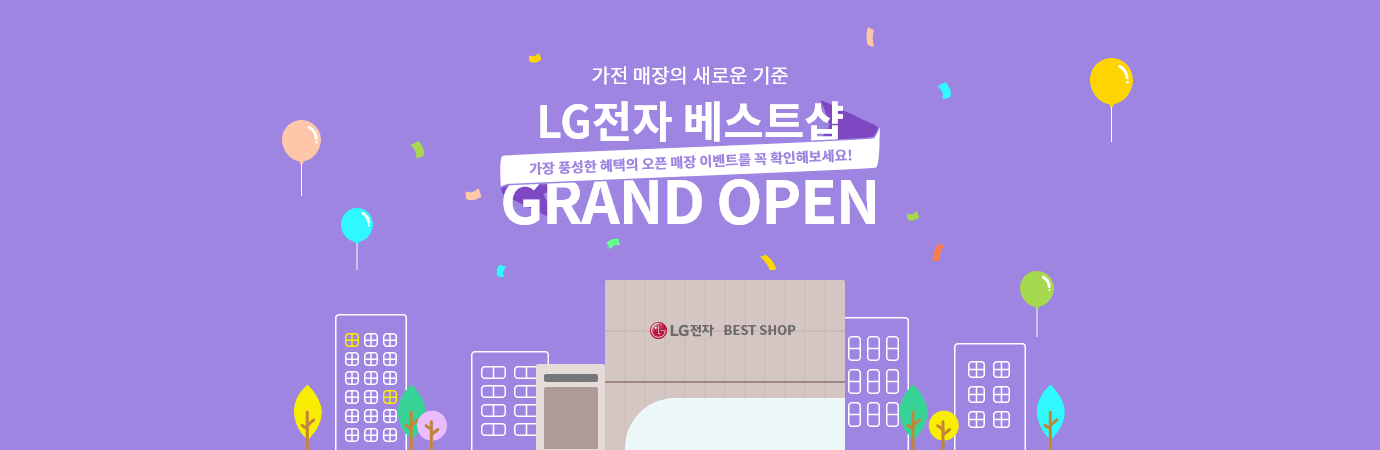 가전 매장의 새로운 기준
LG전자 베스트샵
가장 풍성한 혜택의 오픈 매장 이벤트를 꼭 확인해보세요!
GRAND OPEN
LG전자 BEST SHOP